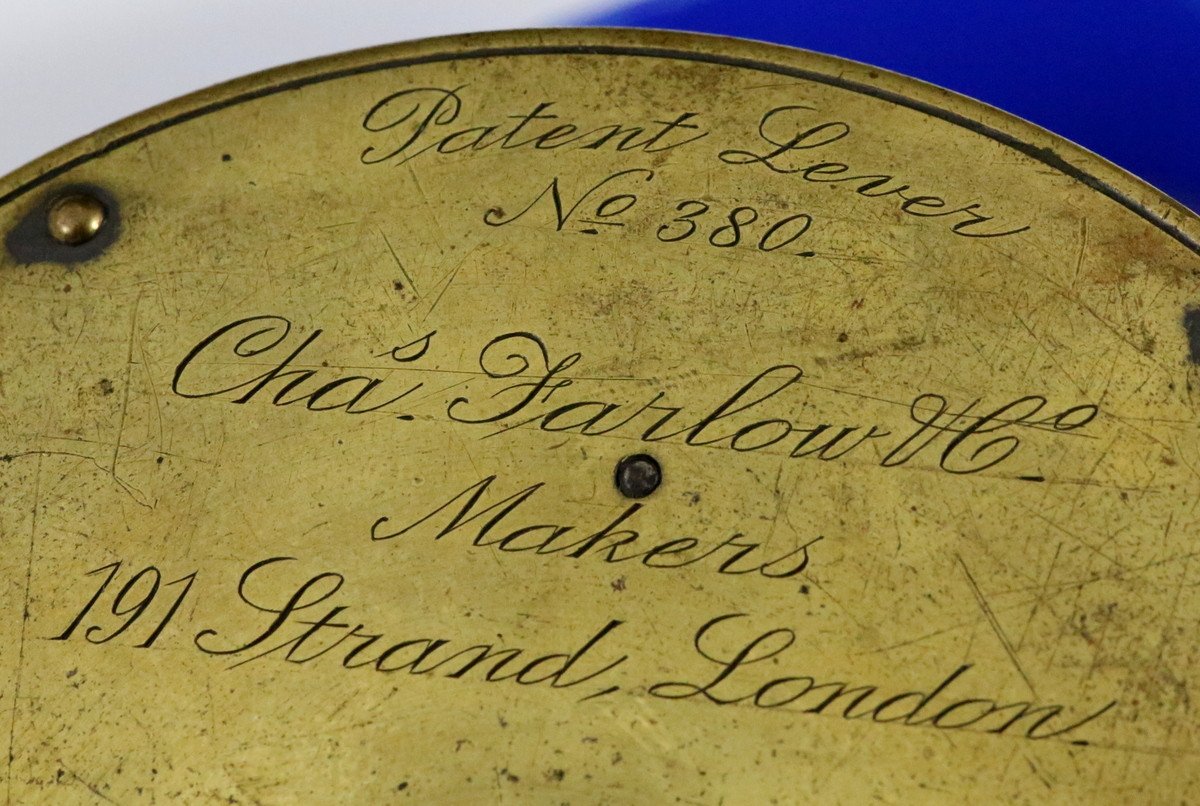 Patent Lever
Nº 380.
Chaˢ. Farlow & Cº.
Makers
191 Strand, London.